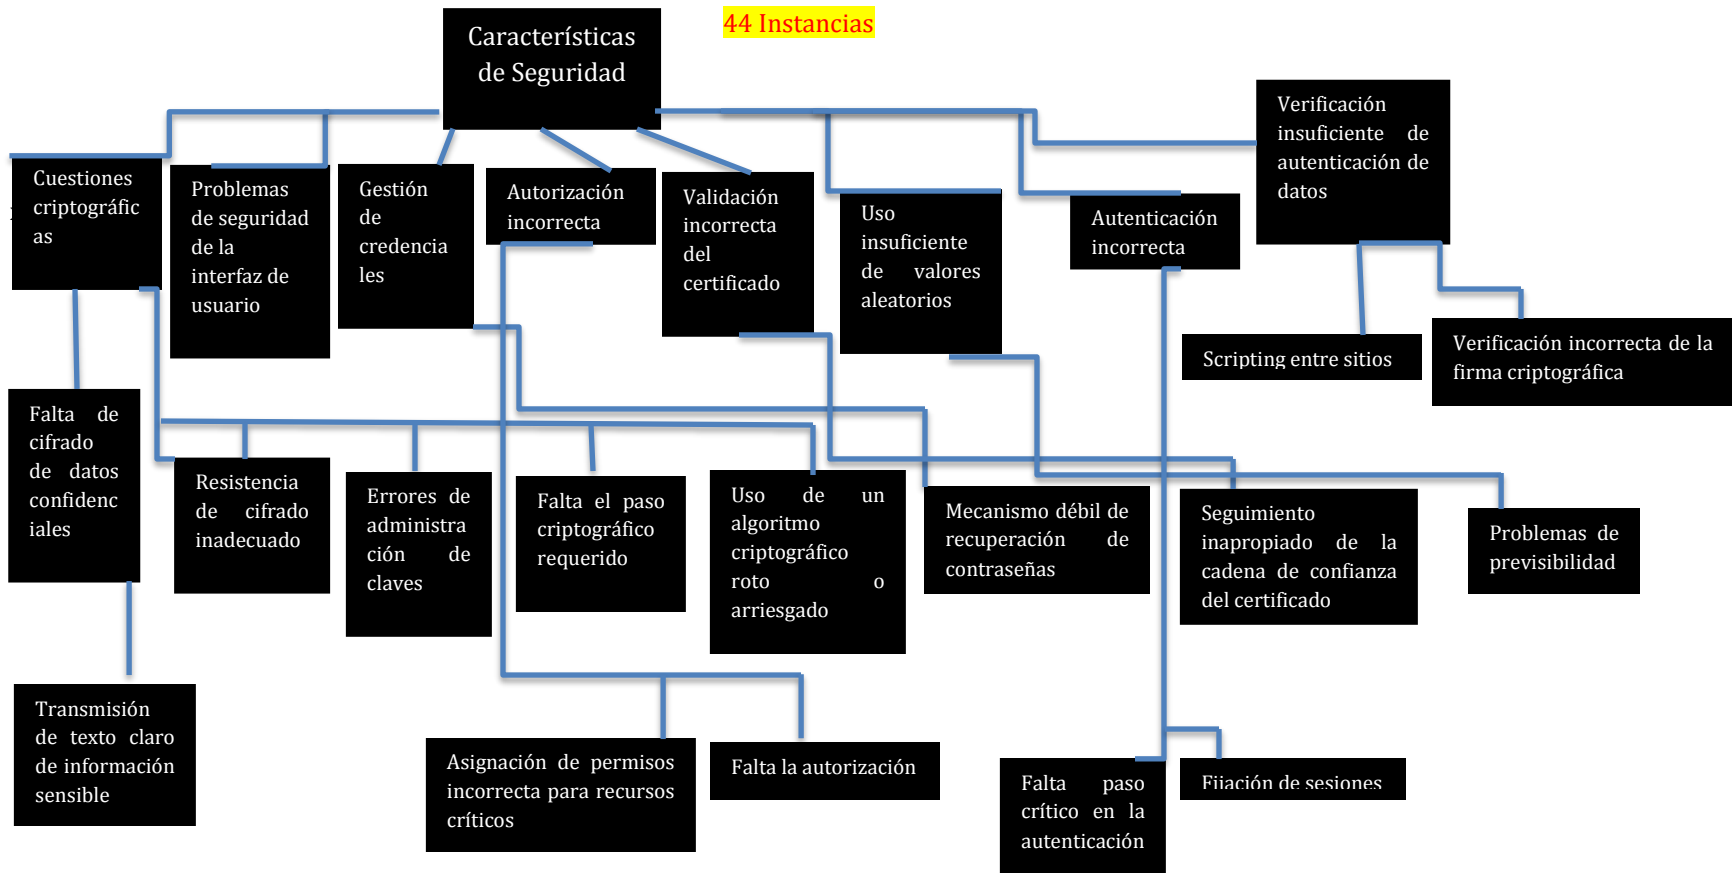 44 Instancias
Características
de Seguridad
Cuestiones
criptográfic
as
Problemas
de seguridad
de la
interfaz de
usuario
Gestión
de
credencia
les
Autorización
incorrecta
Validación
incorrecta
del
certificado
Uso
insuficiente
de valores
aleatorios
Autenticación
incorrecta
Verificación
insuficiente de
autenticación de
datos
Scripting entre sitios
Verificación incorrecta de la
firma criptográfica
Falta de
cifrado
de datos
confidenc
iales
Resistencia
de cifrado
inadecuado
Errores de
administra
ción de
claves
Falta el paso
criptográfico
requerido
Uso de un
algoritmo
criptográfico
roto o
arriesgado
Mecanismo débil de
recuperación de
contraseñas
Seguimiento
inapropiado de la
cadena de confianza
del certificado
Problemas de
previsibilidad
Transmisión
de texto claro
de información
sensible
Asignación de permisos
incorrecta para recursos
críticos
Falta la autorización
Falta paso
crítico en la
autenticación
Fijación de sesiones